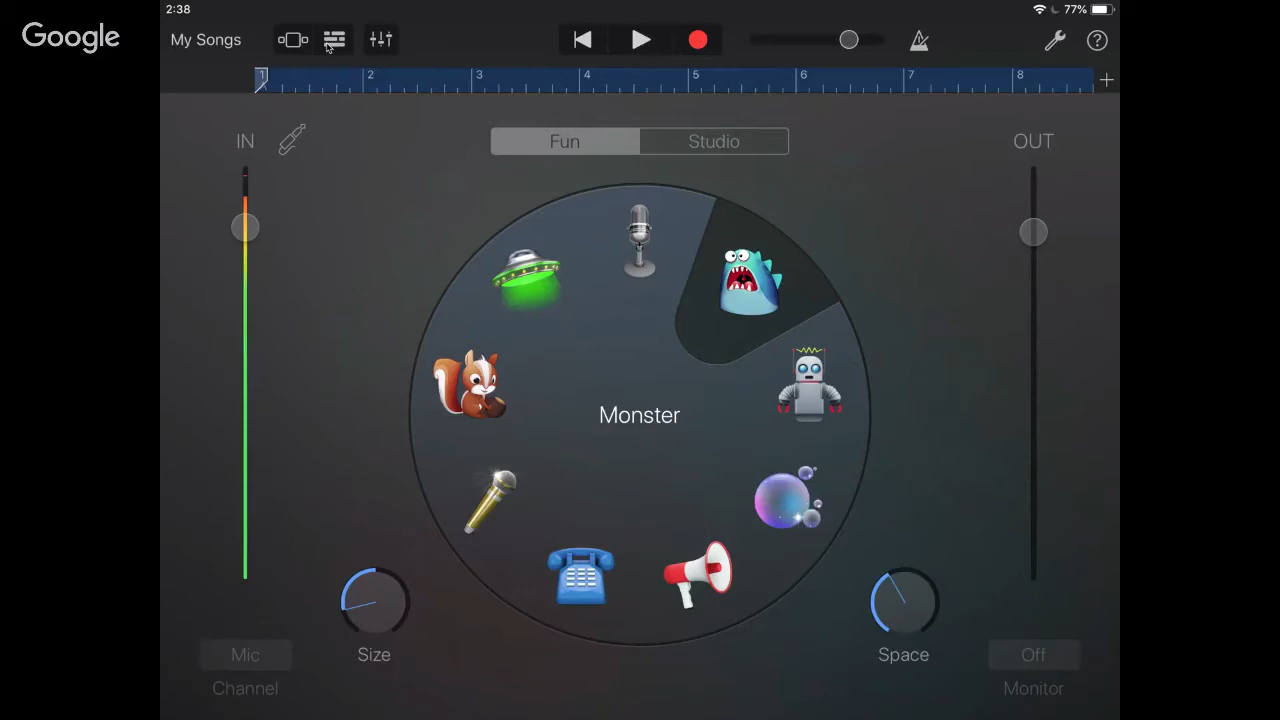 2:38
77%
Google
My Songs
1 2 3 4 5 6 7 8
IN
Fun
Studio
OUT
Monster
Size
Space
Mic
Off
Channel
Monitor